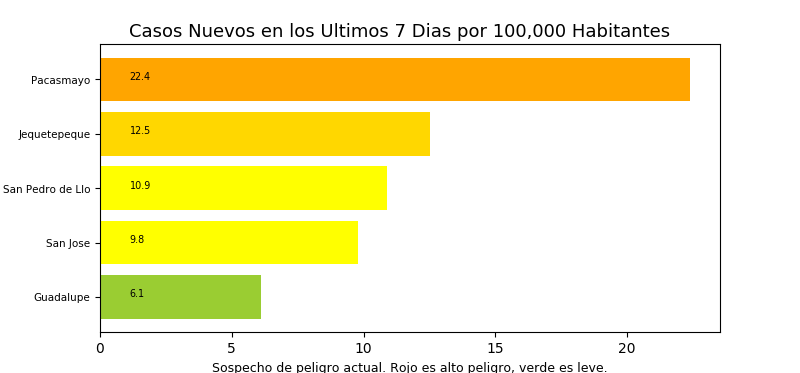 Casos Nuevos en los Ultimos 7 Dias por 100,000 Habitantes
Pacasmayo 22.4
Jequetepeque 12.5
San Pedro de Llo 10.9
San Jose 9.8
Guadalupe 6.1
0 5 10 15 20
Sospecho de peligro actual. Rojo es alto peligro, verde es leve.